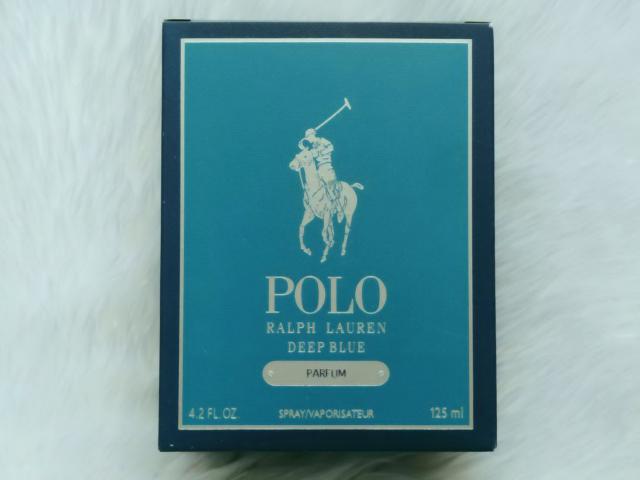 POLO
RALPH LAUREN
DEEP BLUE
PARFUM
4.2 FL. OZ. SPRAY/VAPORISATEUR 125 ml